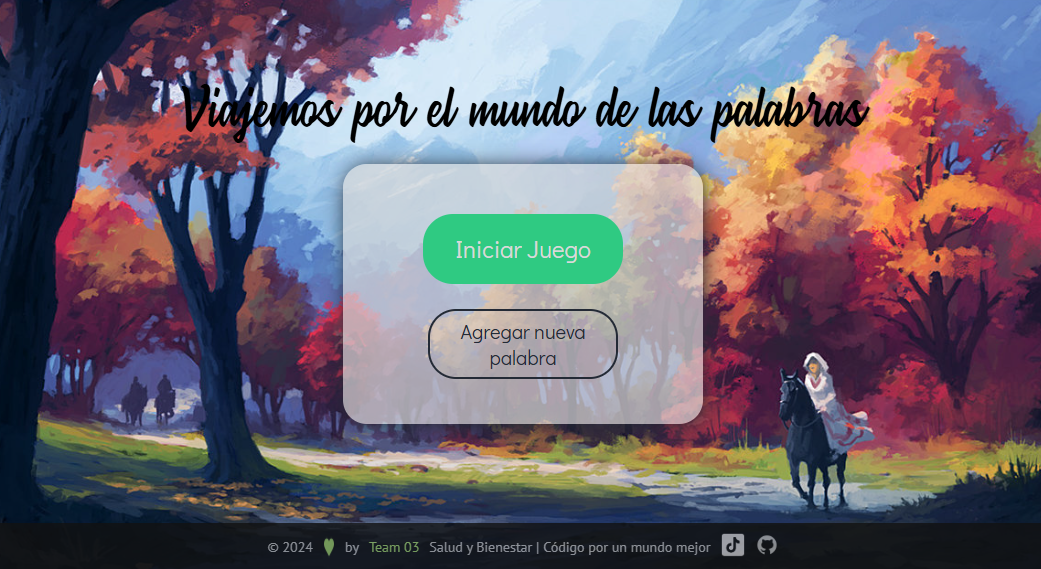 Viajemos por el mundo de las palabras
Iniciar Juego
Agregar nueva
palabra
© 2024 by Team 03 Salud y Bienestar | Código por un mundo mejor